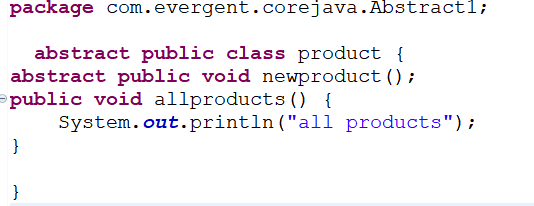 package com.evergent.corejava.Abstract1;
abstract public class product {
abstract public void newproduct();
public void allproducts() {
System.out.println("all products");
}
}